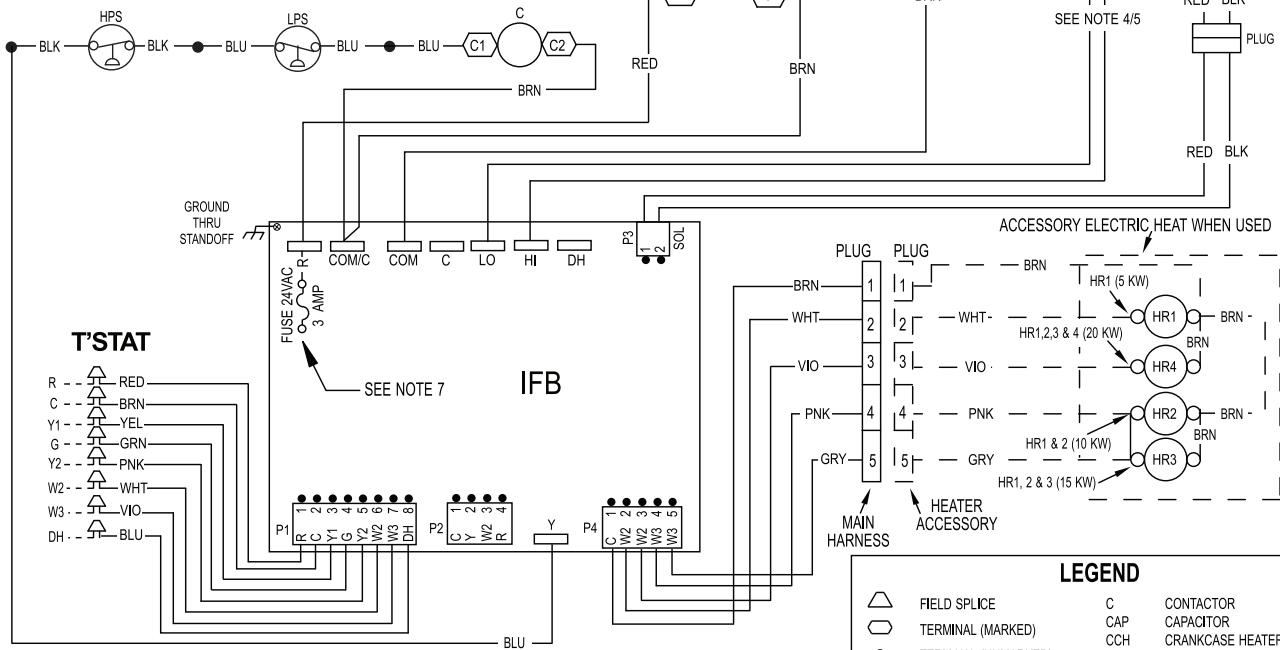 HPS
LPS
C
BLK
BLK
BLU
BLU
BLU
C1
C2
BRN
RED
BRN
SEE NOTE 4/5
RED BLK
PLUG
RED BLK
GROUND
THRU
STANDOFF
R
COM/C
COM
C
LO
HI
DH
P3
1
2
SOL
FUSE 24VAC
3 AMP
SEE NOTE 7
IFB
T'STAT
R RED
C BRN
Y1 YEL
G GRN
Y2 PNK
W2 WHT
W3 VIO
DH BLU
P1
1 2 3 4 5 6 7 8
R C Y1 G Y2 W2 W3 DH
P2
1 2 3 4
C Y W2 R
Y
P4
1 2 3 4 5
C W2 W2 W3 W3
BLU
ACCESSORY ELECTRIC HEAT WHEN USED
PLUG PLUG
BRN 1 1 BRN
WHT 2 2 WHT
VIO 3 3 VIO
PNK 4 4 PNK
GRY 5 5 GRY
MAIN
HARNESS
HEATER
ACCESSORY
HR1 (5 KW)
HR1 BRN
HR1,2,3 & 4 (20 KW)
BRN
HR4
HR2 BRN
HR1 & 2 (10 KW)
BRN
HR3
HR1, 2 & 3 (15 KW)
LEGEND
FIELD SPLICE C CONTACTOR
TERMINAL (MARKED) CAP CAPACITOR
CCH CRANKCASE HEATER